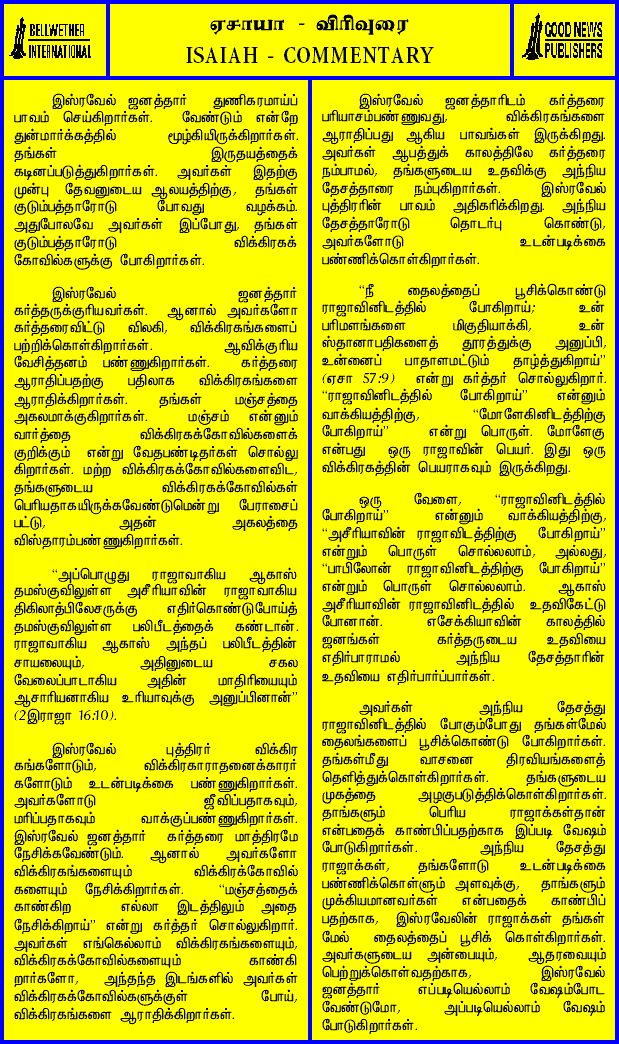 BELLWETHER
INTERNATIONAL
ஏசாயா - விரிவுரை
ISAIAH - COMMENTARY
GOOD NEWS
PUBLISHERS
இஸ்ரவேல் ஜனத்தார் துணிகரமாய்ப்
பாவம் செய்கிறார்கள். வேண்டும் என்றே
துன்மார்க்கத்தில் மூழ்கியிருக்கிறார்கள்.
தங்கள் இருதயத்தைக்
கடினப்படுத்துகிறார்கள். அவர்கள் இதற்கு
முன்பு தேவனுடைய ஆலயத்திற்கு, தங்கள்
குடும்பத்தாரோடு போவது வழக்கம்.
அதுபோலவே அவர்கள் இப்போது, தங்கள்
குடும்பத்தாரோடு விக்கிரகக்
கோவில்களுக்கு போகிறார்கள்.
இஸ்ரவேல் ஜனத்தார்
கர்த்தருக்குரியவர்கள். ஆனால் அவர்களோ
கர்த்தரைவிட்டு விலகி, விக்கிரகங்களைப்
பற்றிக்கொள்கிறார்கள். ஆவிக்குரிய
வேசித்தனம் பண்ணுகிறார்கள். கர்த்தரை
ஆராதிப்பதற்கு பதிலாக விக்கிரகங்களை
ஆராதிக்கிறார்கள். தங்கள் மஞ்சத்தை
அகலமாக்குகிறார்கள். மஞ்சம் என்னும்
வார்த்தை விக்கிரகக்கோவில்களைக்
குறிக்கும் என்று வேதபண்டிதர்கள் சொல்லு
கிறார்கள். மற்ற விக்கிரகக்கோவில்களைவிட,
தங்களுடைய விக்கிரகக்கோவில்கள்
பெரியதாகயிருக்கவேண்டுமென்று பேராசைப்
பட்டு, அதன் அகலத்தை
விஸ்தாரம்பண்ணுகிறார்கள்.
“அப்பொழுது ராஜாவாகிய ஆகாஸ்
தமஸ்குவிலுள்ள அசீரியாவின் ராஜாவாகிய
திகிலாத்பிலேசருக்கு எதிர்கொண்டுபோய்த்
தமஸ்குவிலுள்ள பலிபீடத்தைக் கண்டான்.
ராஜாவாகிய ஆகாஸ் அந்தப் பலிபீடத்தின்
சாயலையும், அதினுடைய சகல
வேலைப்பாடாகிய அதின் மாதிரியையும்
ஆசாரியனாகிய உரியாவுக்கு அனுப்பினான்”
(2இராஜா 16:10).
இஸ்ரவேல் புத்திரர் விக்கிர
கங்களோடும், விக்கிரகாராதனைக்காரர்
களோடும் உடன்படிக்கை பண்ணுகிறார்கள்.
அவர்களோடு ஜீவிப்பதாகவும்,
மரிப்பதாகவும் வாக்குப்பண்ணுகிறார்கள்.
இஸ்ரவேல் ஜனத்தார் கர்த்தரை மாத்திரமே
நேசிக்கவேண்டும். ஆனால் அவர்களோ
விக்கிரகங்களையும் விக்கிரகக்கோவில்
களையும் நேசிக்கிறார்கள். “மஞ்சத்தைக்
காண்கிற எல்லா இடத்திலும் அதை
நேசிக்கிறாய்” என்று கர்த்தர் சொல்லுகிறார்.
அவர்கள் எங்கெல்லாம் விக்கிரகங்களையும்,
விக்கிரகக்கோவில்களையும் காண்கி
றார்களோ, அந்தந்த இடங்களில் அவர்கள்
விக்கிரகக்கோவில்களுக்குள் போய்,
விக்கிரகங்களை ஆராதிக்கிறார்கள்.
இஸ்ரவேல் ஜனத்தாரிடம் கர்த்தரை
பரியாசம்பண்ணுவது, விக்கிரகங்களை
ஆராதிப்பது ஆகிய பாவங்கள் இருக்கிறது.
அவர்கள் ஆபத்துக் காலத்திலே கர்த்தரை
நம்பாமல், தங்களுடைய உதவிக்கு அந்நிய
தேசத்தாரை நம்புகிறார்கள். இஸ்ரவேல்
புத்திரரின் பாவம் அதிகரிக்கிறது. அந்நிய
தேசத்தாரோடு தொடர்பு கொண்டு,
அவர்களோடு உடன்படிக்கை
பண்ணிக்கொள்கிறார்கள்.
“நீ தைலத்தைப் பூசிக்கொண்டு
ராஜாவினிடத்தில் போகிறாய்; உன்
பரிமளங்களை மிகுதியாக்கி, உன்
ஸ்தானாபதிகளைத் தூரத்துக்கு அனுப்பி,
உன்னைப் பாதாளமட்டும் தாழ்த்துகிறாய்”
(ஏசா 57:9) என்று கர்த்தர் சொல்லுகிறார்.
“ராஜாவினிடத்தில் போகிறாய்” என்னும்
வாக்கியத்திற்கு, “மோளேகினிடத்திற்கு
போகிறாய்” என்று பொருள். மோளேகு
என்பது ஒரு ராஜாவின் பெயர். இது ஒரு
விக்கிரகத்தின் பெயராகவும் இருக்கிறது.
ஒரு வேளை, “ராஜாவினிடத்தில்
போகிறாய்” என்னும் வாக்கியத்திற்கு,
“அசீரியாவின் ராஜாவிடத்திற்கு போகிறாய்”
என்றும் பொருள் சொல்லலாம், அல்லது,
“பாபிலோன் ராஜாவினிடத்திற்கு போகிறாய்”
என்றும் பொருள் சொல்லலாம். ஆகாஸ்
அசீரியாவின் ராஜாவினிடத்தில் உதவிகேட்டு
போனான். எசேக்கியாவின் காலத்தில்
ஜனங்கள் கர்த்தருடைய உதவியை
எதிர்பாராமல் அந்நிய தேசத்தாரின்
உதவியை எதிர்பார்ப்பார்கள்.
அவர்கள் அந்நிய தேசத்து
ராஜாவினிடத்தில் போகும்போது தங்கள்மேல்
தைலங்களைப் பூசிக்கொண்டு போகிறார்கள்.
தங்கள்மீது வாசனை திரவியங்களைத்
தெளித்துக்கொள்கிறார்கள். தங்களுடைய
முகத்தை அழகுபடுத்திக்கொள்கிறார்கள்.
தாங்களும் பெரிய ராஜாக்கள்தான்
என்பதைக் காண்பிப்பதற்காக இப்படி வேஷம்
போடுகிறார்கள். அந்நிய தேசத்து
ராஜாக்கள், தங்களோடு உடன்படிக்கை
பண்ணிக்கொள்ளும் அளவுக்கு, தாங்களும்
முக்கியமானவர்கள் என்பதைக் காண்பிப்
பதற்காக, இஸ்ரவேலின் ராஜாக்கள் தங்கள்
மேல் தைலத்தைப் பூசிக் கொள்கிறார்கள்.
அவர்களுடைய அன்பையும், ஆதரவையும்
பெற்றுக்கொள்வதற்காக, இஸ்ரவேல்
ஜனத்தார் எப்படியெல்லாம் வேஷம்போட
வேண்டுமோ, அப்படியெல்லாம் வேஷம்
போடுகிறார்கள்.